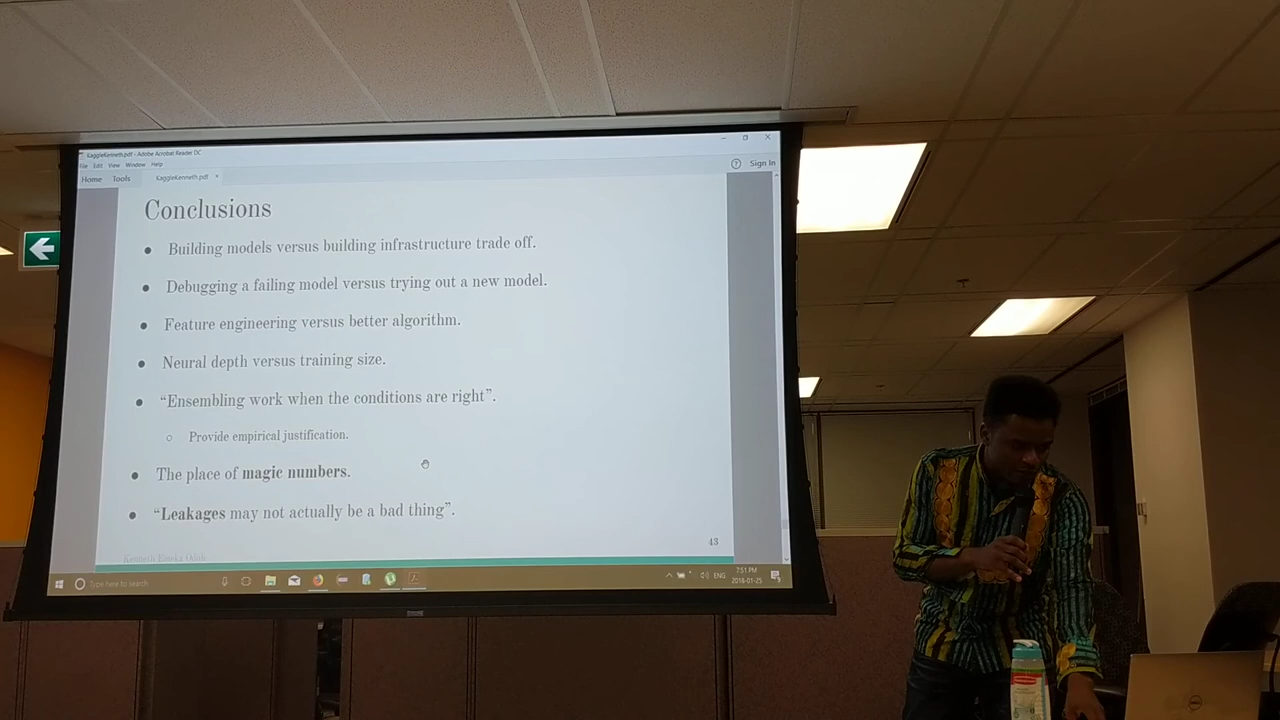 KaggleKenneth.pdf - Adobe Acrobat Reader DC
File Edit View Window Help
Home Tools KaggleKenneth.pdf × ? Sign In
Conclusions
● Building models versus building infrastructure trade off.
● Debugging a failing model versus trying out a new model.
● Feature engineering versus better algorithm.
● Neural depth versus training size.
● “Ensembling work when the conditions are right”.
○ Provide empirical justification.
● The place of magic numbers.
● “Leakages may not actually be a bad thing”.
43
Kenneth Emeka Odoh
Type here to search
ENG
7:51 PM
2018-01-25
DELL